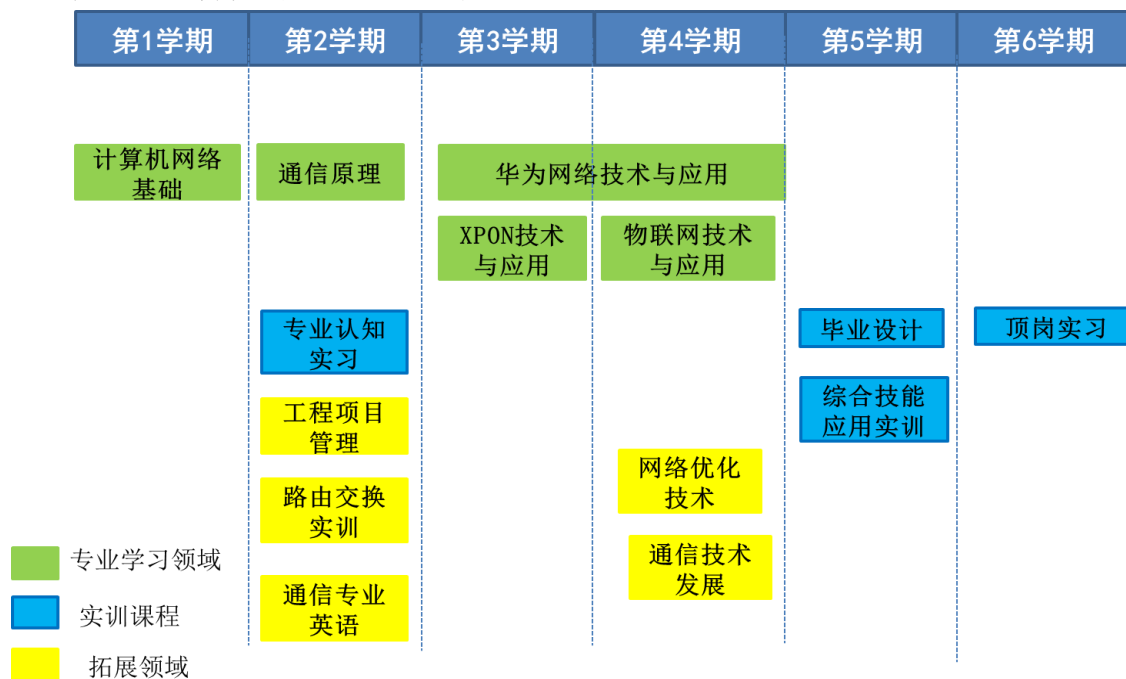 第1学期
第2学期
第3学期
第4学期
第5学期
第6学期
计算机网络
基础
通信原理
华为网络技术与应用
XPON技术
与应用
物联网技术
与应用
专业认知
实习
毕业设计
顶岗实习
综合技能
应用实训
工程项目
管理
网络优化
技术
路由交换
实训
通信技术
发展
通信专业
英语
专业学习领域
实训课程
拓展领域